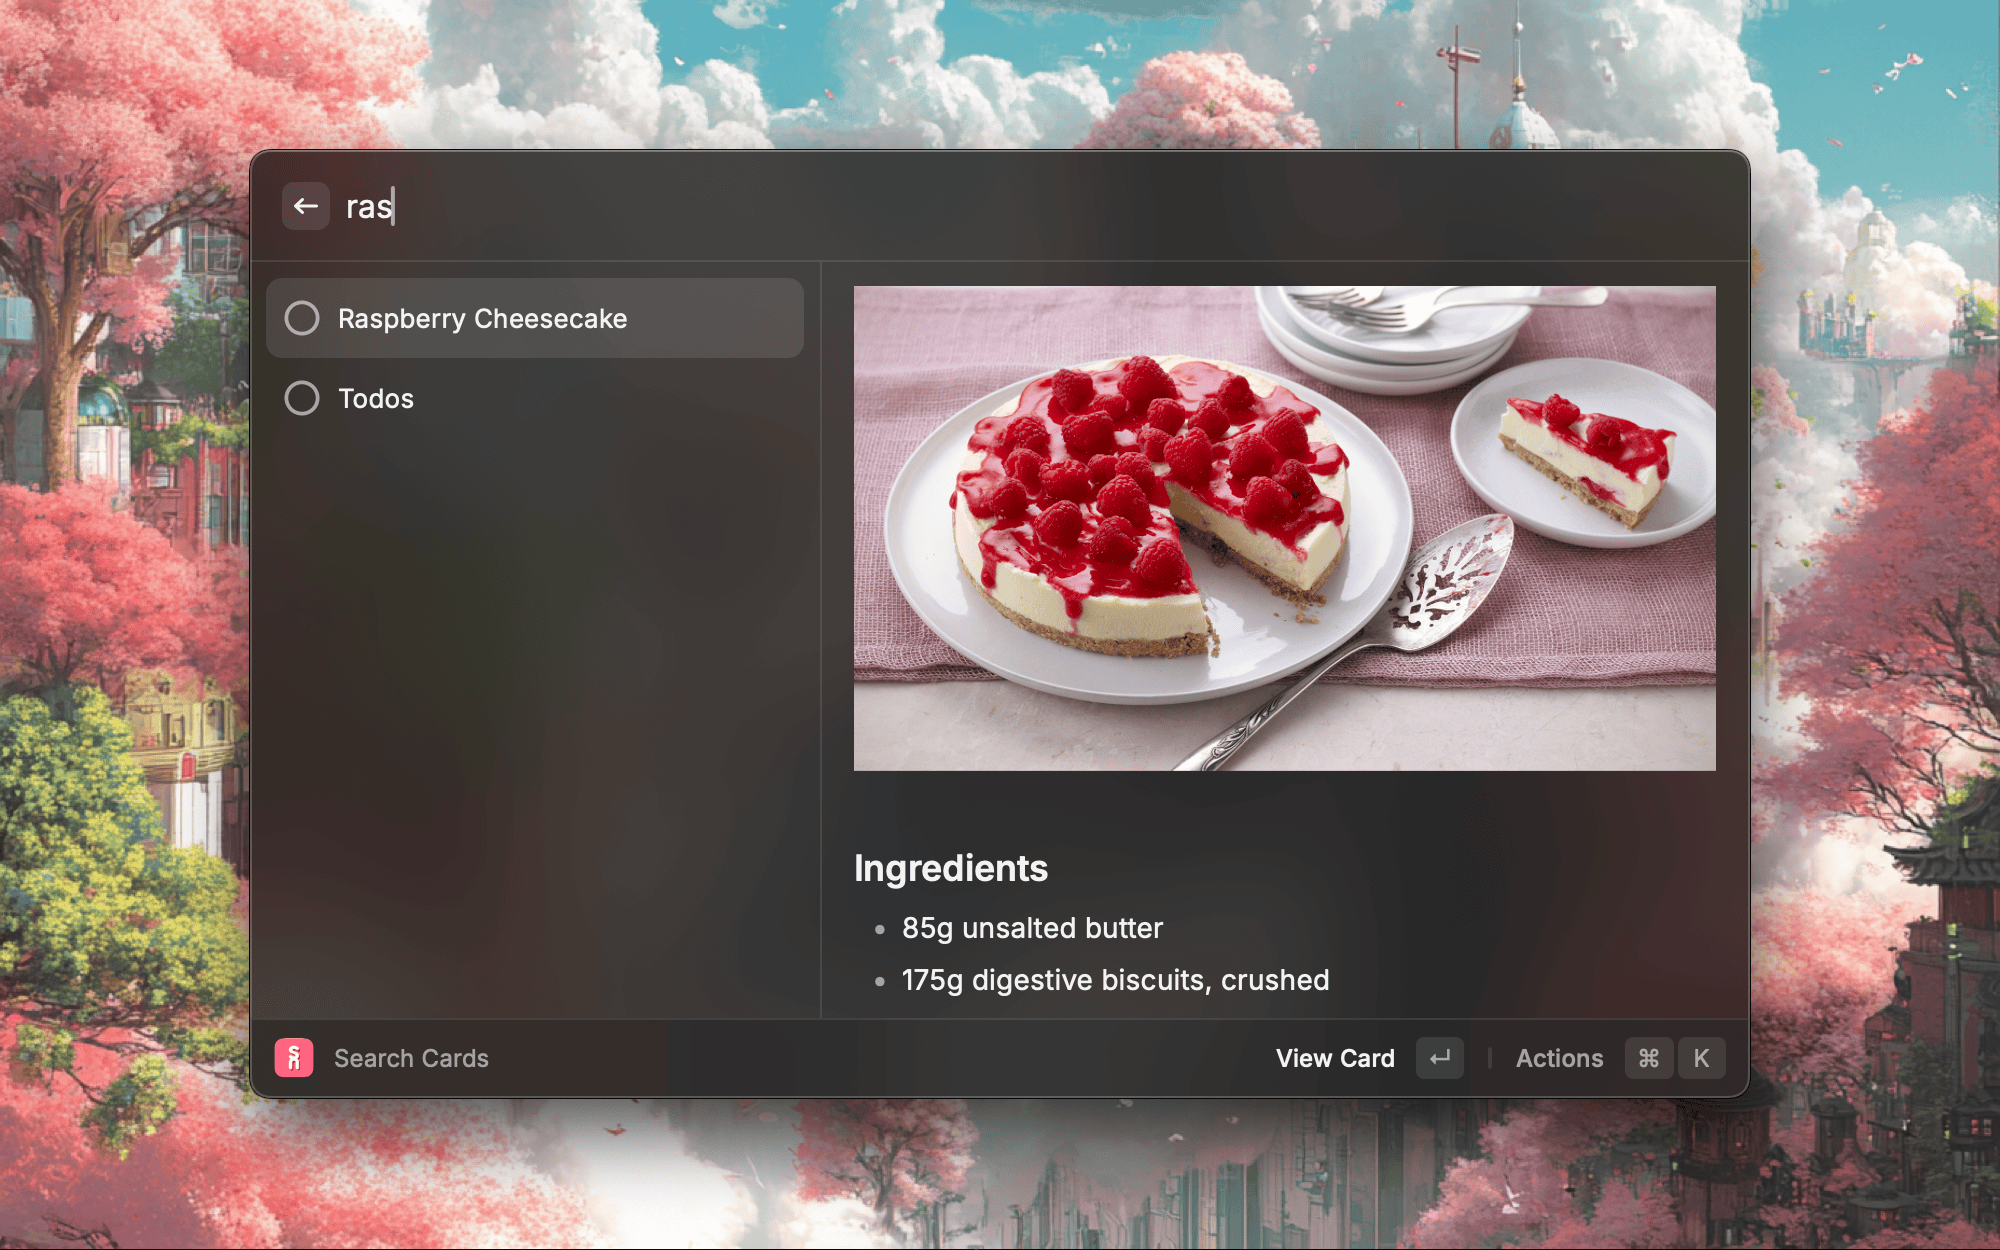 ras
Raspberry Cheesecake
Todos
Ingredients
85g unsalted butter
175g digestive biscuits, crushed
Search Cards
View Card
Actions ⌘ K